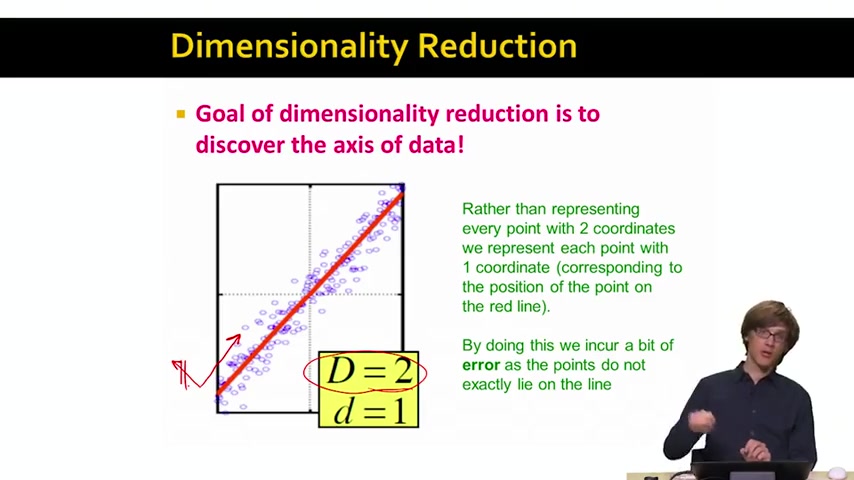 Dimensionality Reduction
Goal of dimensionality reduction is to
discover the axis of data!
Rather than representing
every point with 2 coordinates
we represent each point with
1 coordinate (corresponding to
the position of the point on
the red line).
By doing this we incur a bit of
error as the points do not
exactly lie on the line
D = 2
d = 1